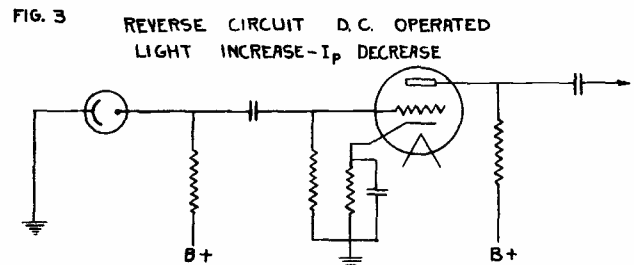 FIG. 3
REVERSE CIRCUIT D.C. OPERATED
LIGHT INCREASE-Ip DECREASE
B+
B+